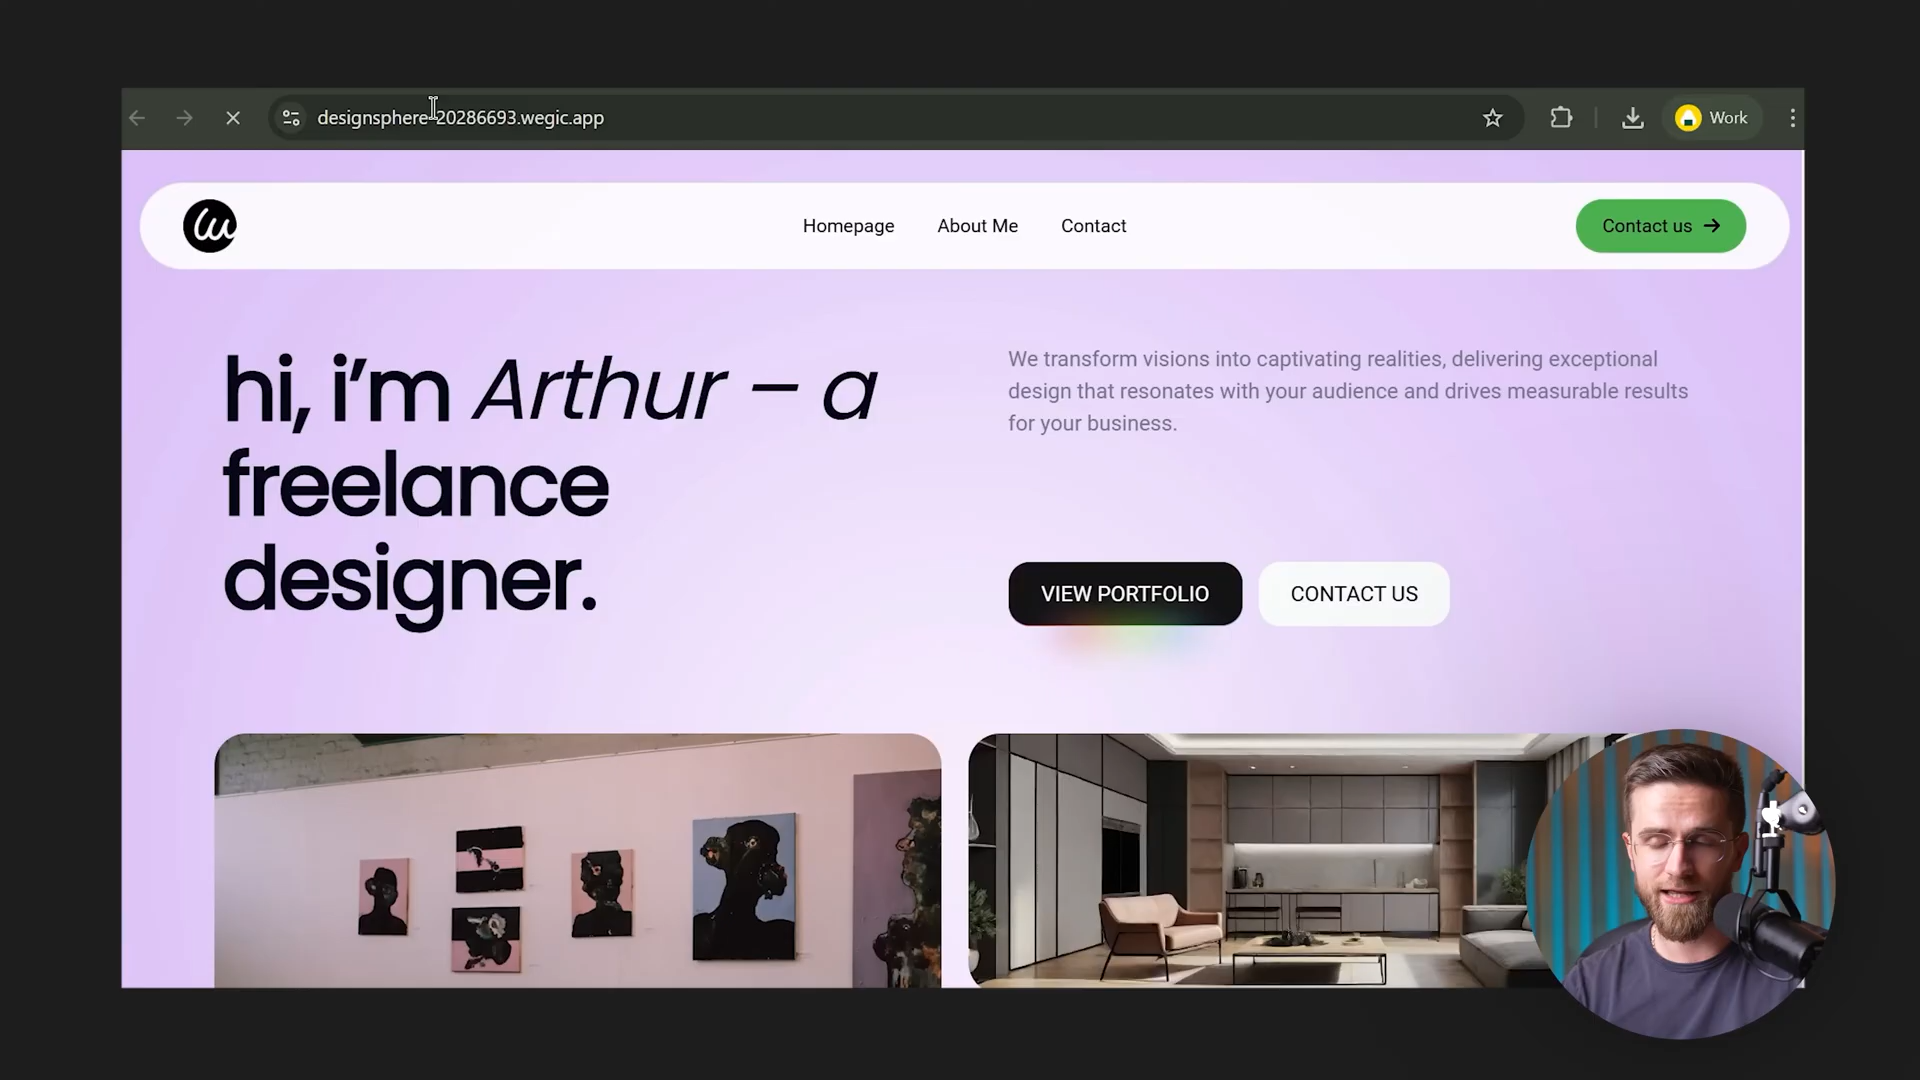 designsphere-20286693.wegic.app
Work
Homepage
About Me
Contact
Contact us
hi, i’m Arthur – a
freelance
designer.
We transform visions into captivating realities, delivering exceptional
design that resonates with your audience and drives measurable results
for your business.
VIEW PORTFOLIO
CONTACT US